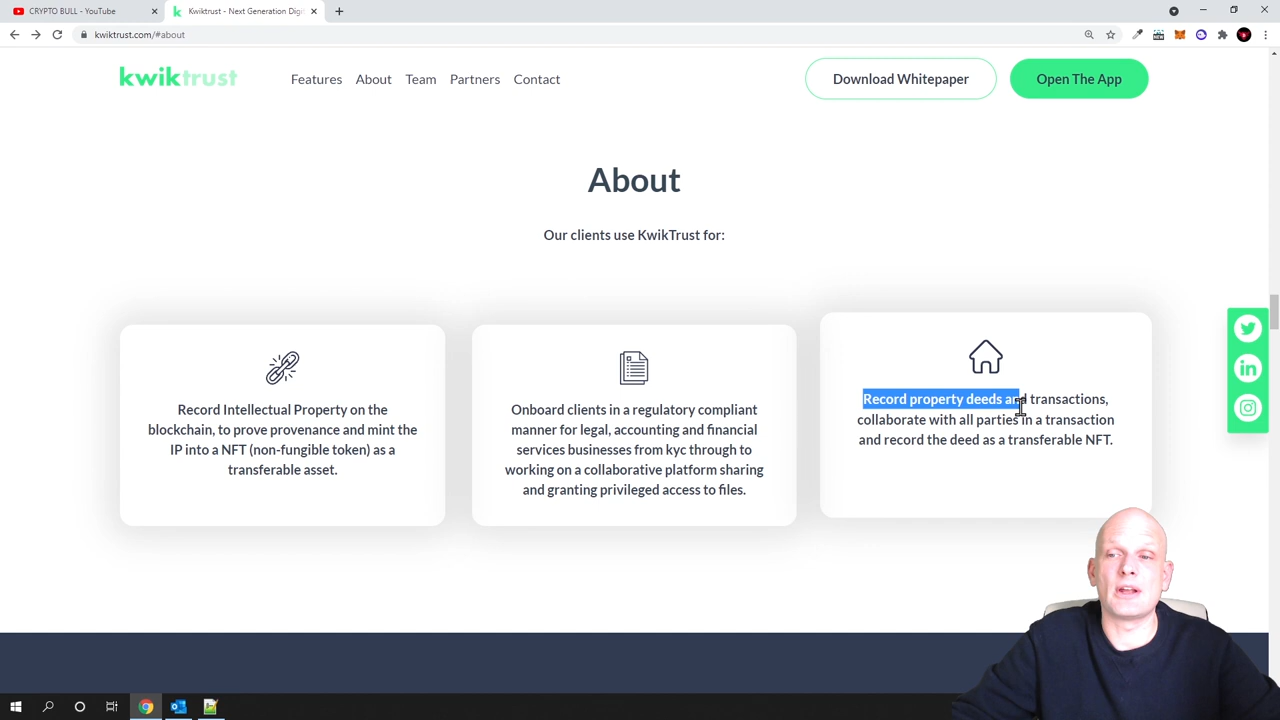 CRYPTO BULL - YouTube
Kwiktrust - Next Generation Digi
kwiktrust.com/#about
kwiktrust
Features
About
Team
Partners
Contact
Download Whitepaper
Open The App
About
Our clients use KwikTrust for:
Record Intellectual Property on the
blockchain, to prove provenence and mint the
IP into a NFT (non-fungible token) as a
transferable asset.
Onboard clients in a regulatory compliant
manner for legal, accounting and financial
services businesses from kyc through to
working on a collaborative platform sharing
and granting privileged access to files.
Record property deeds and transactions,
collaborate with all parties in a transaction
and record the deed as a transferable NFT.